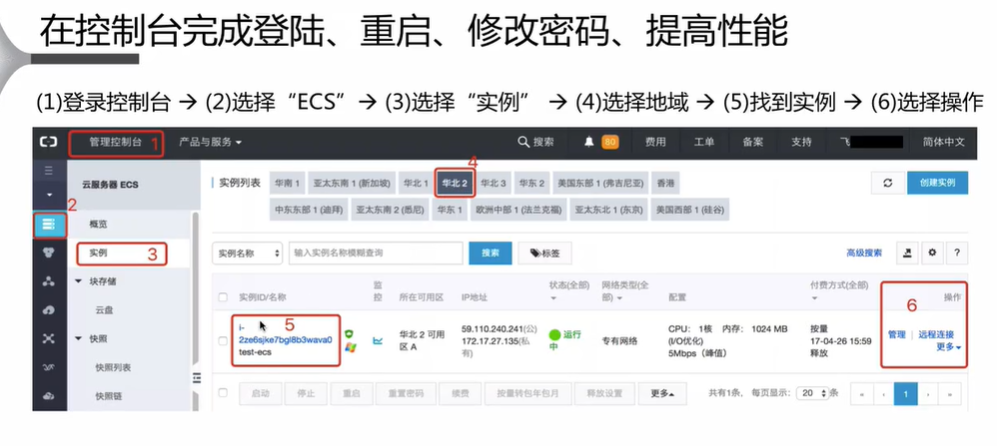 在控制台完成登陆、重启、修改密码、提高性能
(1)登录控制台 → (2)选择“ECS”→ (3)选择“实例” → (4)选择地域 → (5)找到实例 → (6)选择操作
管理控制台 1 产品与服务 搜索 80 费用 工单 备案 支持 飞 简体中文
4
云服务器 ECS 实例列表 华南 1 亚太东南 1 (新加坡) 华北 1 华北 2 华北 3 华东 2 美国东部 1 (弗吉尼亚) 香港 创建实例
2
中东东部 1 (迪拜) 亚太东南 2 (悉尼) 华东 1 欧洲中部 1 (法兰克福) 亚太东北 1 (东京) 美国西部 1 (硅谷)
概览
实例 3 实例名称 输入实例名称模糊查询 搜索 标签 高级搜索 ?
块存储
云盘
快照
快照列表
快照链
实例ID/名称 监控 所在可用区 IP地址 状态(全部) 网络类型(全部) 配置 付费方式(全部) 操作
6
i- 5
2ze6sjke7bgl8b3wava0
test-ecs
华北 2 可用
区 A
59.110.240.241(公)
172.17.27.135(私
有)
运行
中
专有网络
CPU： 1核 内存： 1024 MB
(I/O优化)
5Mbps（峰值）
按量
17-04-26 15:59
释放
管理 远程连接
更多
启动 停止 重启 重置密码 续费 按量转包年包月 释放设置 更多 共有1条， 每页显示： 20 条 « ‹ 1 › »